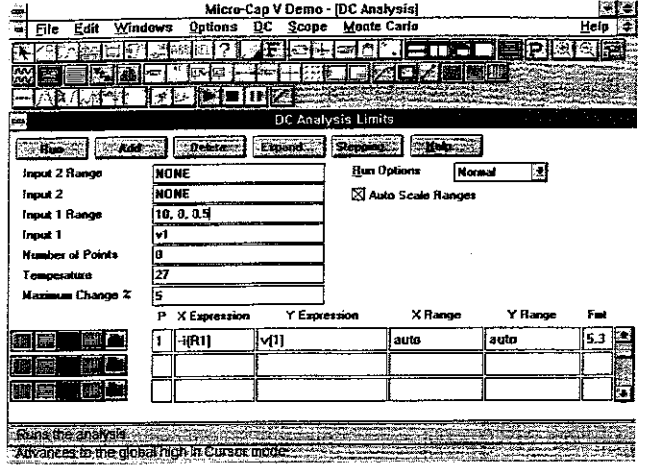 Micro-Cap V Demo - [DC Analysis]
File Edit Windows Options DC Scope Monte Carlo Help
DC Analysis Limits
Run Add Delete Expand Stepping Help
Input 2 Range NONE Run Options Normal
Input 2 NONE Auto Scale Ranges
Input 1 Range 10, 0, 0.5
Input 1 v1
Number of Points 0
Temperature 27
Maximum Change % 5
P X Expression Y Expression X Range Y Range Fmt
1 -i(R1) v(1) auto auto 5.3
Runs the analysis
Advances to the global high in Cursor mode